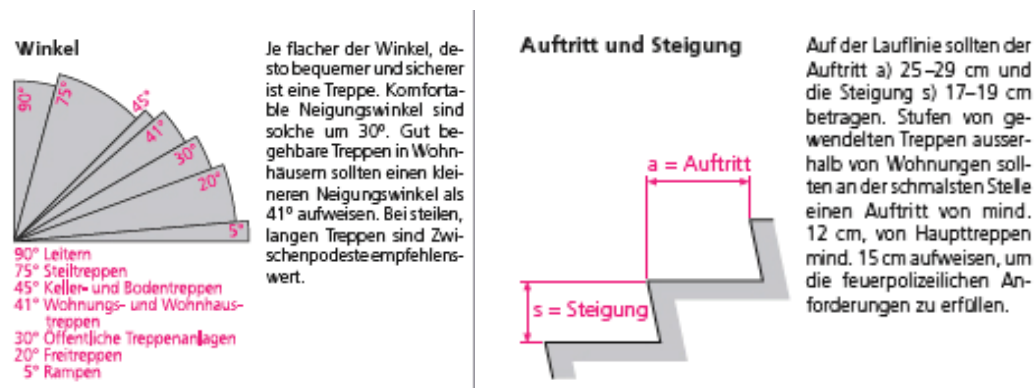 Winkel
90°
75°
45°
41°
30°
20°
5°
90° Leitern
75° Steiltreppen
45° Keller- und Bodentreppen
41° Wohnungs- und Wohnhaus-
treppen
30° Öffentliche Treppenanlagen
20° Freitreppen
5° Rampen
Je flacher der Winkel, de-
sto bequemer und sicherer
ist eine Treppe. Komforta-
ble Neigungswinkel sind
solche um 30º. Gut be-
gehbare Treppen in Wohn-
häusern sollten einen klei-
neren Neigungswinkel als
41º aufweisen. Bei steilen,
langen Treppen sind Zwi-
schenpodeste empfehlens-
wert.
Auftritt und Steigung
a = Auftritt
s = Steigung
Auf der Lauflinie sollten der
Auftritt a) 25–29 cm und
die Steigung s) 17–19 cm
betragen. Stufen von ge-
wendelten Treppen ausser-
halb von Wohnungen soll-
ten an der schmalsten Stelle
einen Auftritt von mind.
12 cm, von Haupttreppen
mind. 15 cm aufweisen, um
die feuerpolizeilichen An-
forderungen zu erfüllen.